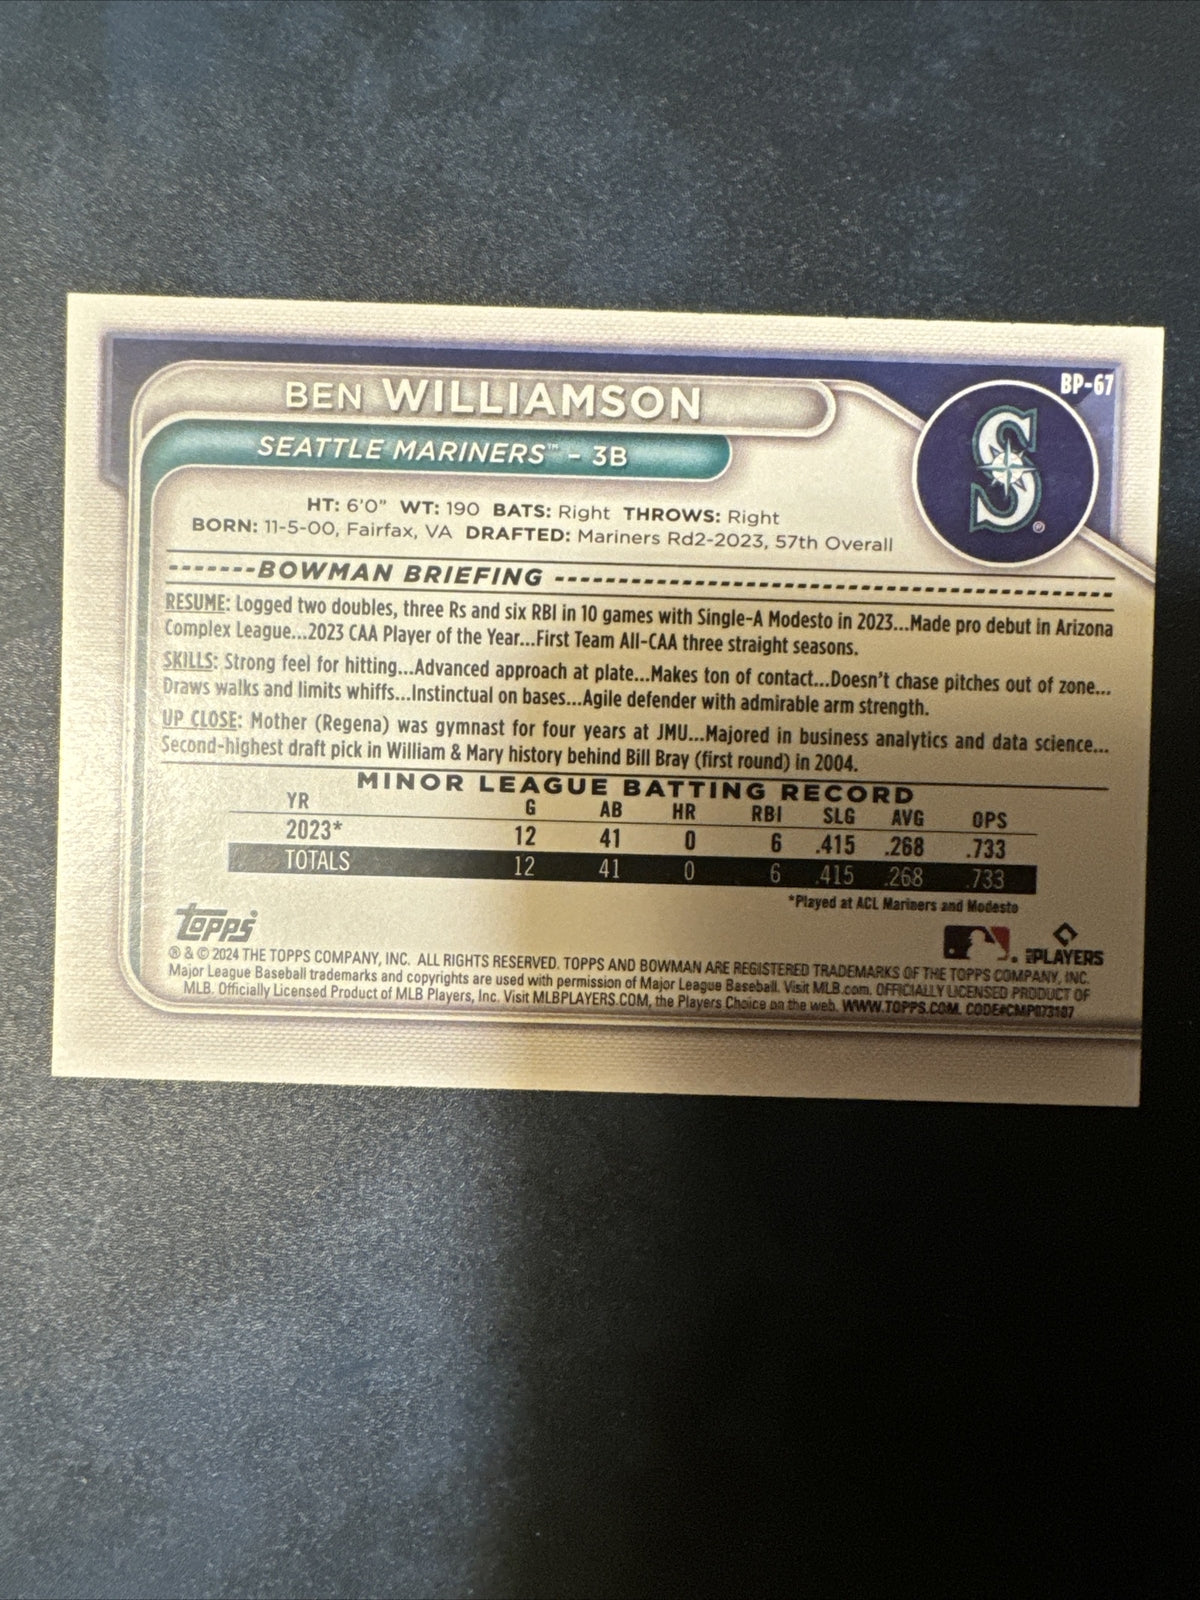 BP-67
BEN WILLIAMSON
SEATTLE MARINERS™ - 3B
S ®
HT: 6'0" WT: 190 BATS: Right THROWS: Right
BORN: 11-5-00, Fairfax, VA DRAFTED: Mariners Rd2-2023, 57th Overall
-------BOWMAN BRIEFING -------
RESUME: Logged two doubles, three Rs and six RBI in 10 games with Single-A Modesto in 2023...Made pro debut in Arizona
Complex League...2023 CAA Player of the Year...First Team All-CAA three straight seasons.
SKILLS: Strong feel for hitting...Advanced approach at plate...Makes ton of contact...Doesn't chase pitches out of zone...
Draws walks and limits whiffs...Instinctual on bases...Agile defender with admirable arm strength.
UP CLOSE: Mother (Regena) was gymnast for four years at JMU...Majored in business analytics and data science...
Second-highest draft pick in William & Mary history behind Bill Bray (first round) in 2004.
MINOR LEAGUE BATTING RECORD
YR G AB HR RBI SLG AVG OPS
2023* 12 41 0 6 .415 .268 .733
TOTALS 12 41 0 6 .415 .268 .733
*Played at ACL Mariners and Modesto
Topps®
MLB PLAYERS
® & © 2024 THE TOPPS COMPANY, INC. ALL RIGHTS RESERVED. TOPPS AND BOWMAN ARE REGISTERED TRADEMARKS OF THE TOPPS COMPANY, INC.
Major League Baseball trademarks and copyrights are used with permission of Major League Baseball. Visit MLB.com. OFFICIALLY LICENSED PRODUCT OF
MLB. Officially Licensed Product of MLB Players, Inc. Visit MLBPLAYERS.COM, the Players Choice on the web. WWW.TOPPS.COM. CODE#CMP073187